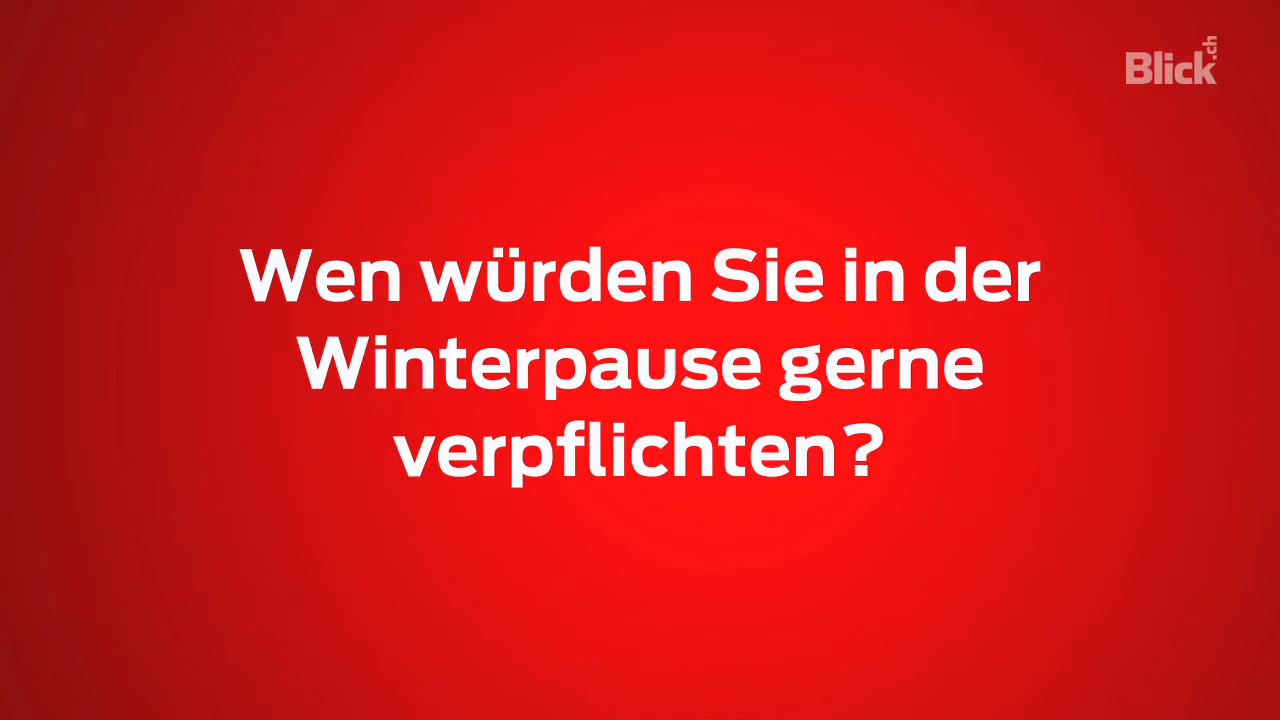 Blick.ch
Wen würden Sie in der
Winterpause gerne
verpflichten?